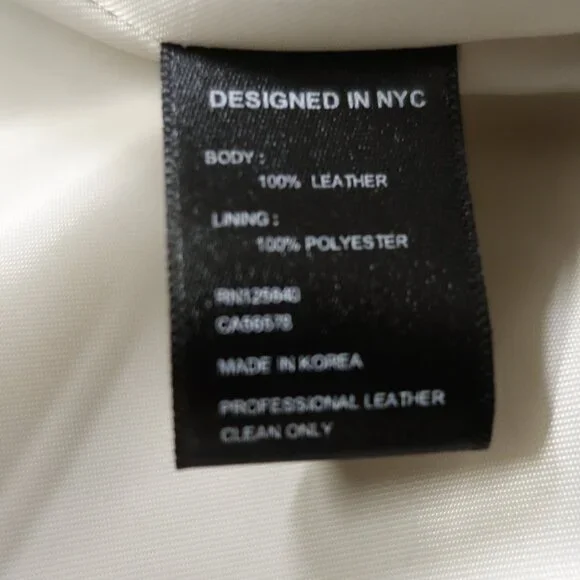 DESIGNED IN NYC
BODY :
100% LEATHER
LINING :
100% POLYESTER
MADE IN KOREA
PROFESSIONAL LEATHER
CLEAN ONLY